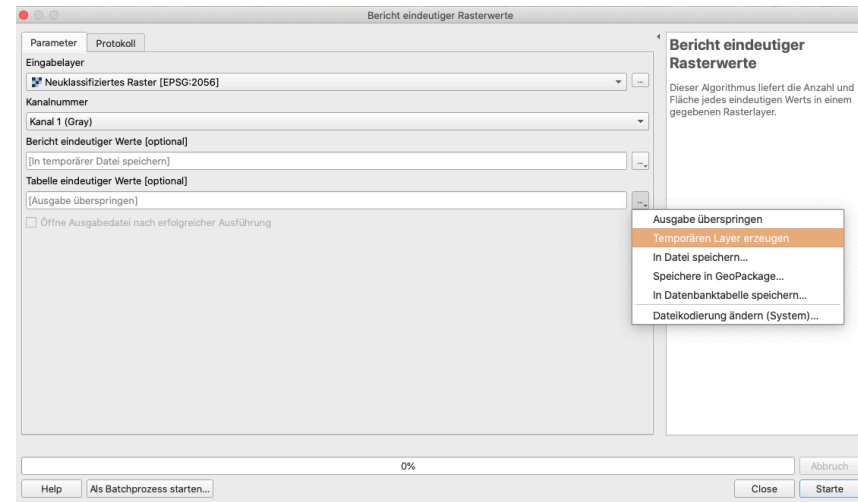 Bericht eindeutiger Rasterwerte
Parameter
Protokoll
Eingabelayer
Neuklassifiziertes Raster [EPSG:2056]
...
Kanalnummer
Kanal 1 (Gray)
Bericht eindeutiger Werte [optional]
[In temporärer Datei speichern]
...
Tabelle eindeutiger Werte [optional]
[Ausgabe überspringen]
...
Öffne Ausgabedatei nach erfolgreicher Ausführung
Ausgabe überspringen
Temporären Layer erzeugen
In Datei speichern...
Speichere in GeoPackage...
In Datenbanktabelle speichern...
Dateikodierung ändern (System)...
Bericht eindeutiger
Rasterwerte
Dieser Algorithmus liefert die Anzahl und
Fläche jedes eindeutigen Werts in einem
gegebenen Rasterlayer.
0%
Abbruch
Help
Als Batchprozess starten...
Close
Starte